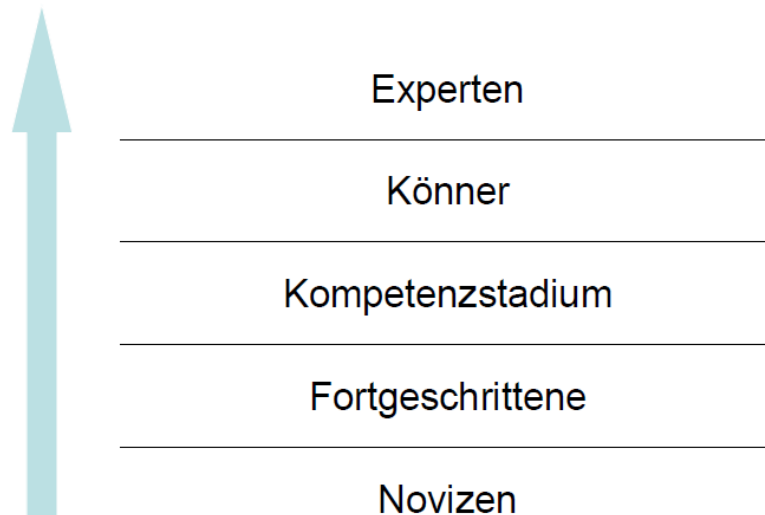 Experten
Könner
Kompetenzstadium
Fortgeschrittene
Novizen